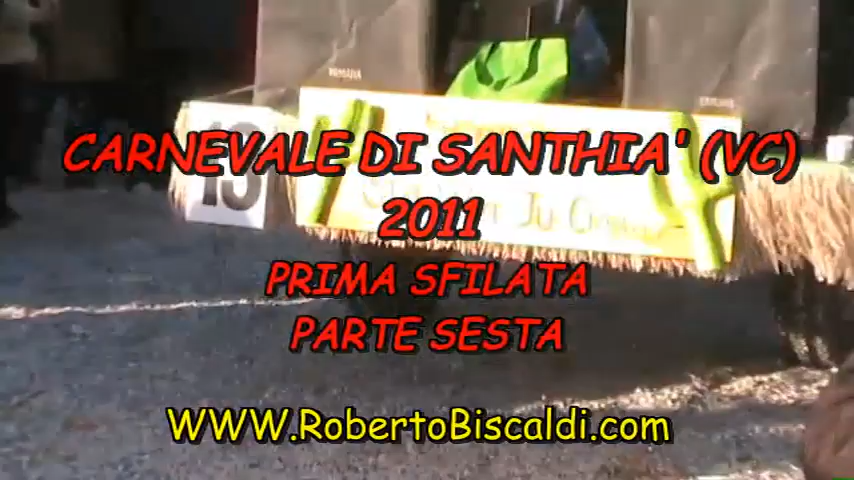 CARNEVALE DI SANTHIA' (VC)
2011
PRIMA SFILATA
PARTE SESTA
WWW.RobertoBiscaldi.com
13